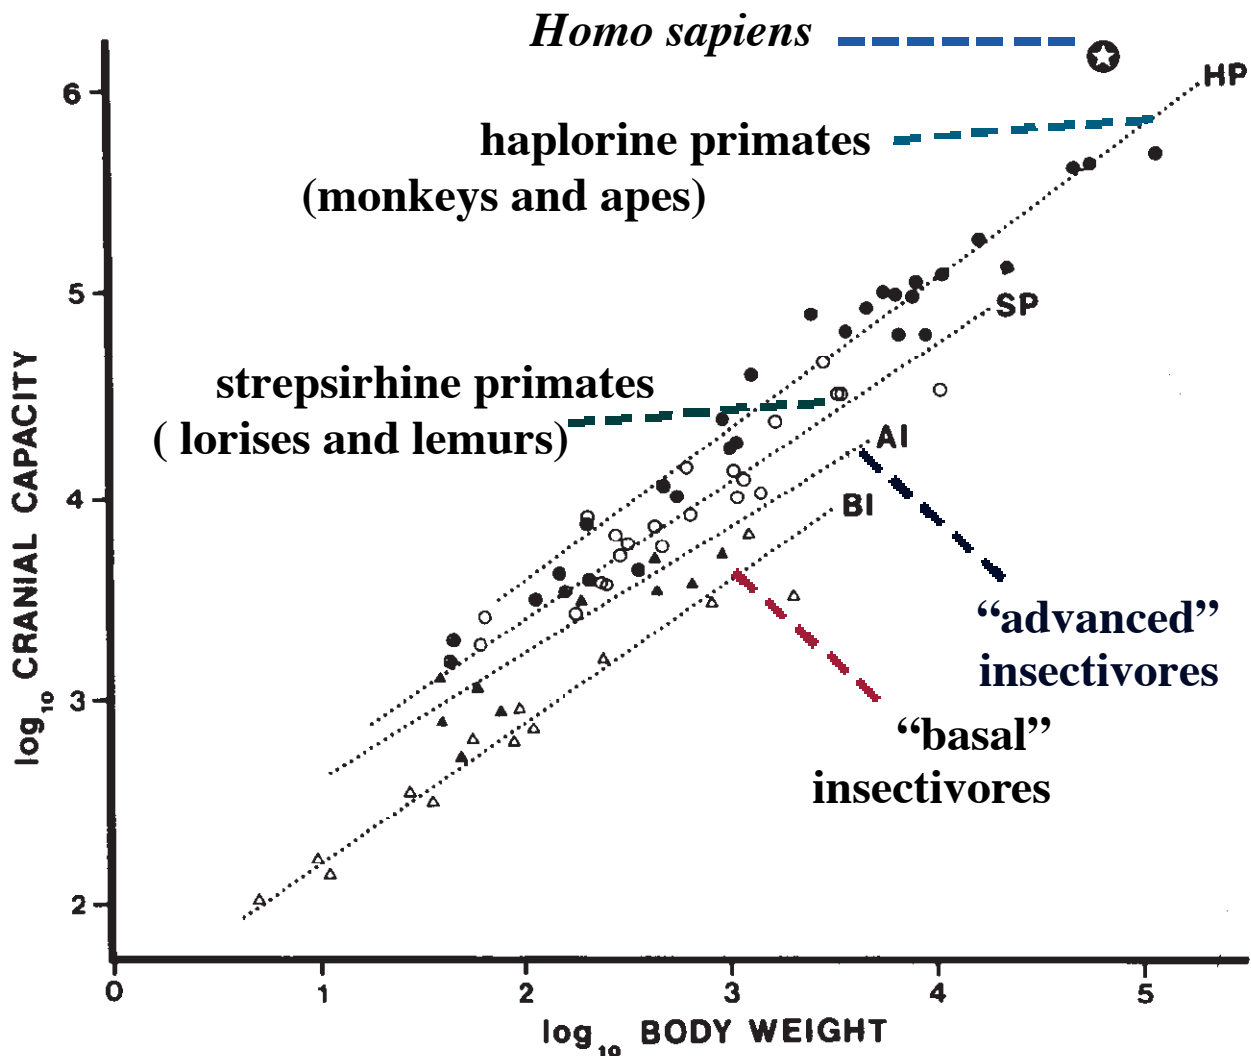 Homo sapiens
HP
6
haplorine primates
(monkeys and apes)
5
SP
strepsirhine primates
( lorises and lemurs)
AI
4
BI
“advanced”
insectivores
3
“basal”
insectivores
2
log10 CRANIAL CAPACITY
0 1 2 3 4 5
log10 BODY WEIGHT